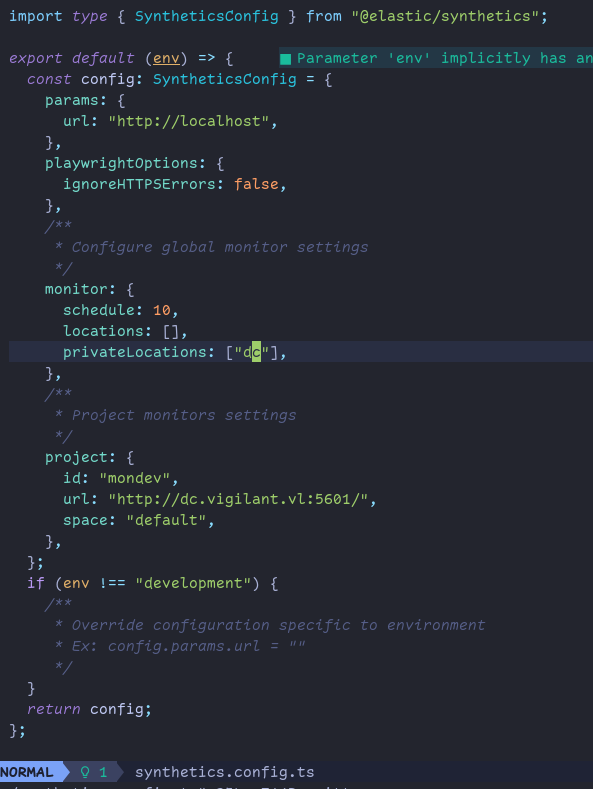 import type { SyntheticsConfig } from "@elastic/synthetics";
export default (env) => {     ■ Parameter 'env' implicitly has an
  const config: SyntheticsConfig = {
    params: {
      url: "http://localhost",
    },
    playwrightOptions: {
      ignoreHTTPSErrors: false,
    },
    /**
     * Configure global monitor settings
     */
    monitor: {
      schedule: 10,
      locations: [],
      privateLocations: ["dc"],
    },
    /**
     * Project monitors settings
     */
    project: {
      id: "mondev",
      url: "http://dc.vigilant.vl:5601/",
      space: "default",
    },
  };
  if (env !== "development") {
    /**
     * Override configuration specific to environment
     * Ex: config.params.url = ""
     */
  }
  return config;
};
NORMAL 1 synthetics.config.ts